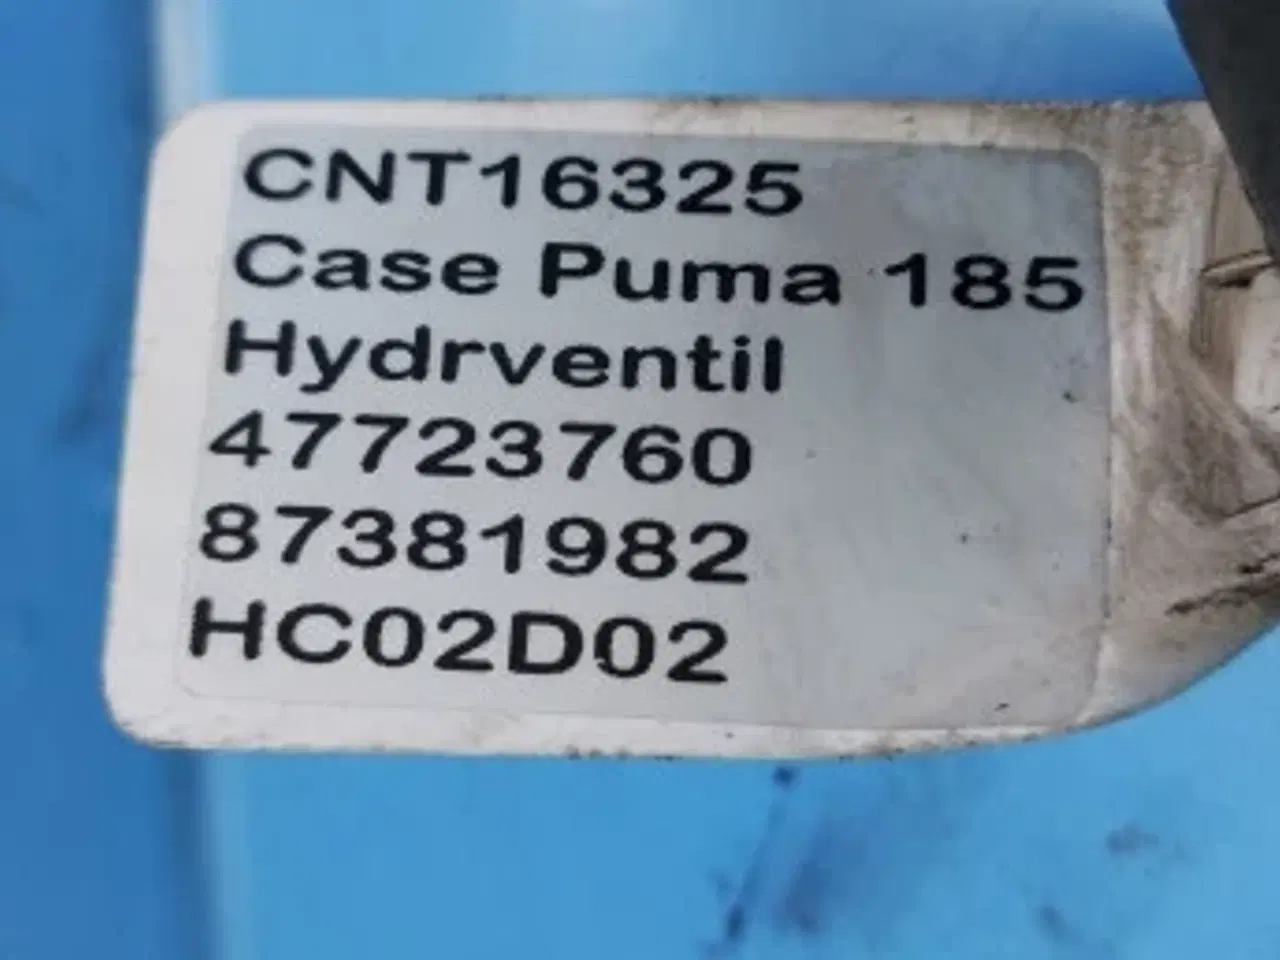 CNT16325
Case Puma 185
Hydrventil
47723760
87381982
HC02D02